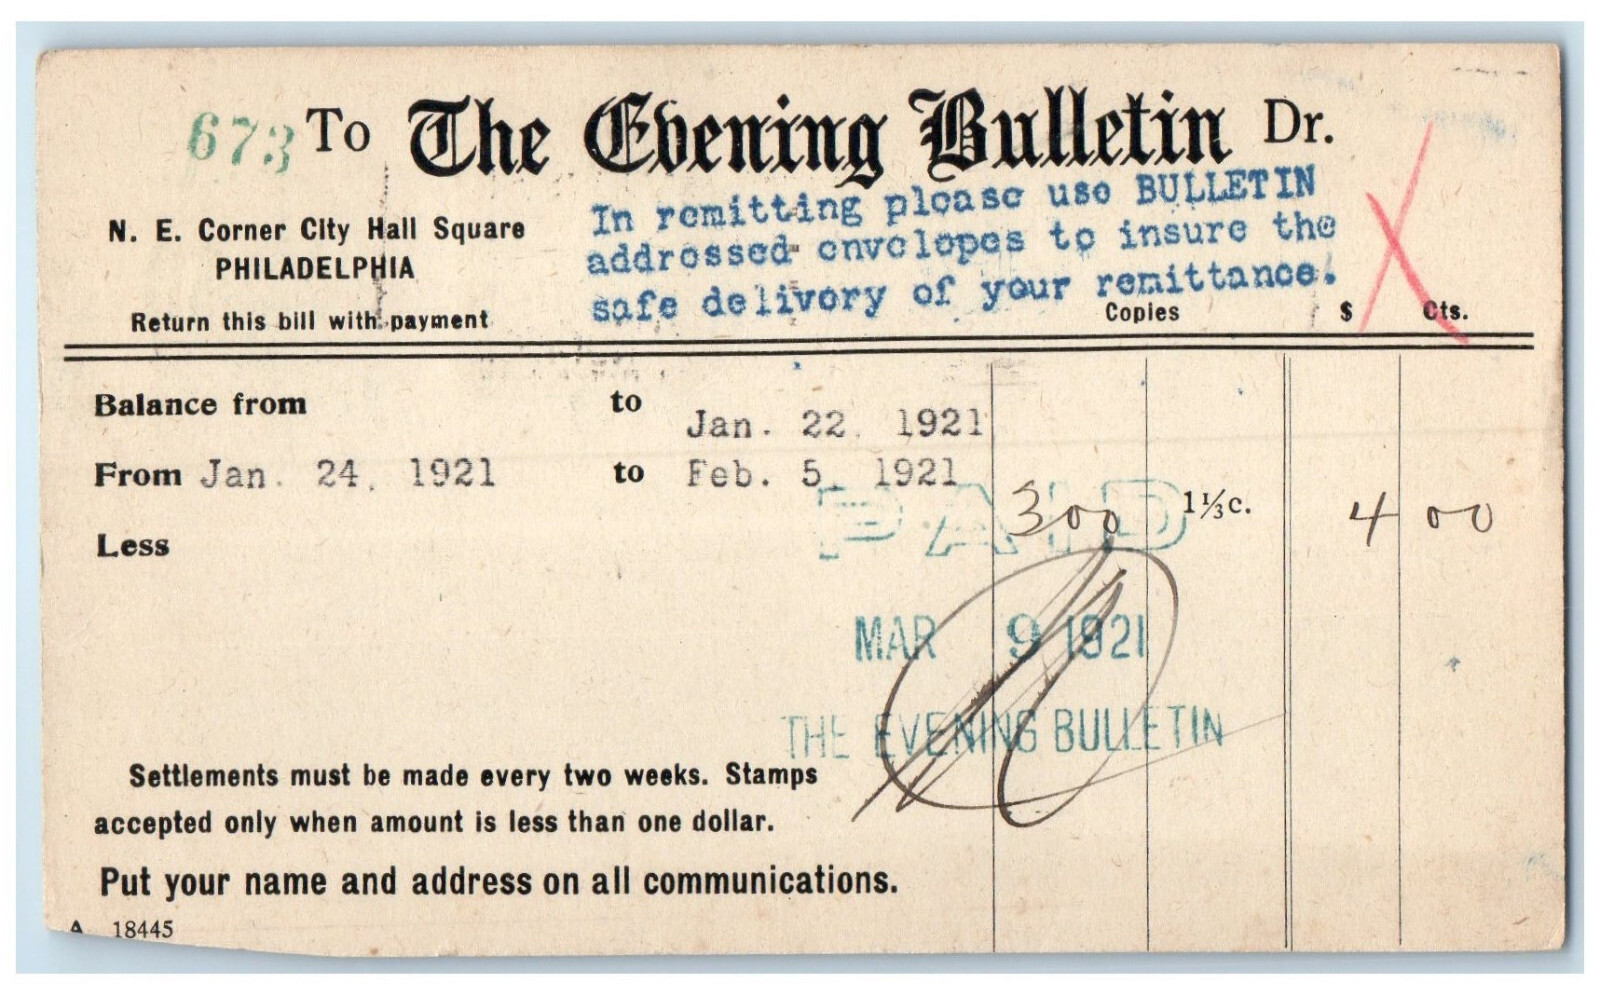 673 To The Evening Bulletin Dr.
In remitting please use BULLETIN
addressed envelopes to insure the
safe delivery of your remittance.
N. E. Corner City Hall Square
PHILADELPHIA
Return this bill with payment
Copies $ Cts.
Balance from to Jan. 22, 1921
From Jan. 24, 1921 to Feb. 5, 1921
300 1⅓c. 4 00
Less
PAID
MAR 9 1921
THE EVENING BULLETIN
Settlements must be made every two weeks. Stamps
accepted only when amount is less than one dollar.
Put your name and address on all communications.
A 18445